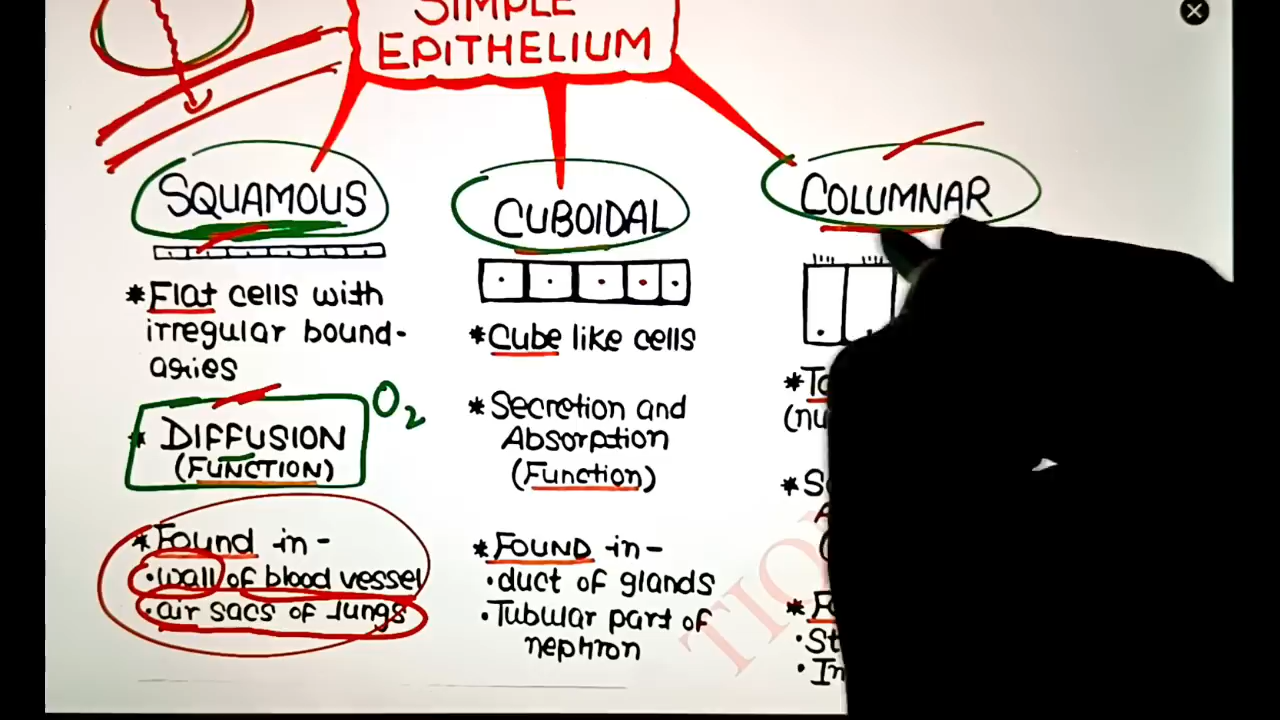 SIMPLE
EPITHELIUM
SQUAMOUS
* Flat cells with
irregular bound-
aries
O2
* DIFFUSION
(FUNCTION)
* Found in-
• wall of blood vessel
• air sacs of lungs
CUBOIDAL
* Cube like cells
* Secretion and
Absorption
(Function)
* FOUND in-
• duct of glands
• Tubular part of
nephron
COLUMNAR